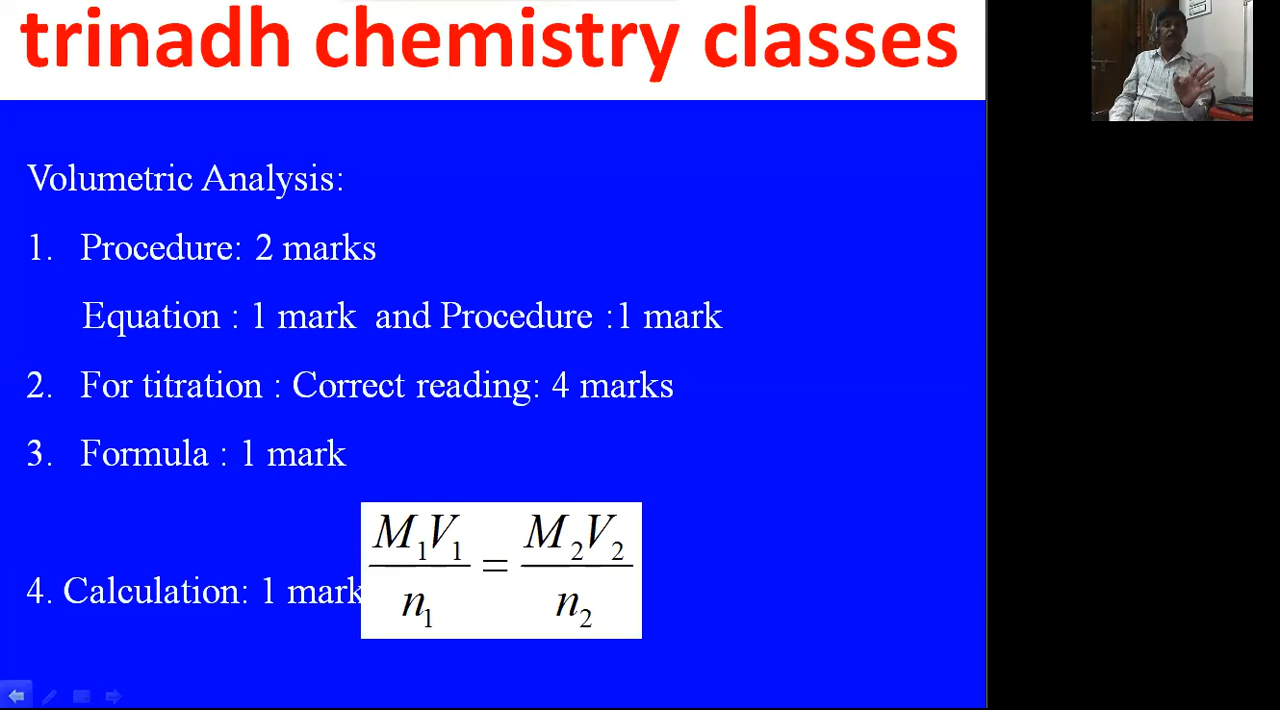 trinadh chemistry classes
Volumetric Analysis:
1. Procedure: 2 marks
Equation : 1 mark and Procedure :1 mark
2. For titration : Correct reading: 4 marks
3. Formula : 1 mark
4. Calculation: 1 mark
M₁V₁/n₁ = M₂V₂/n₂